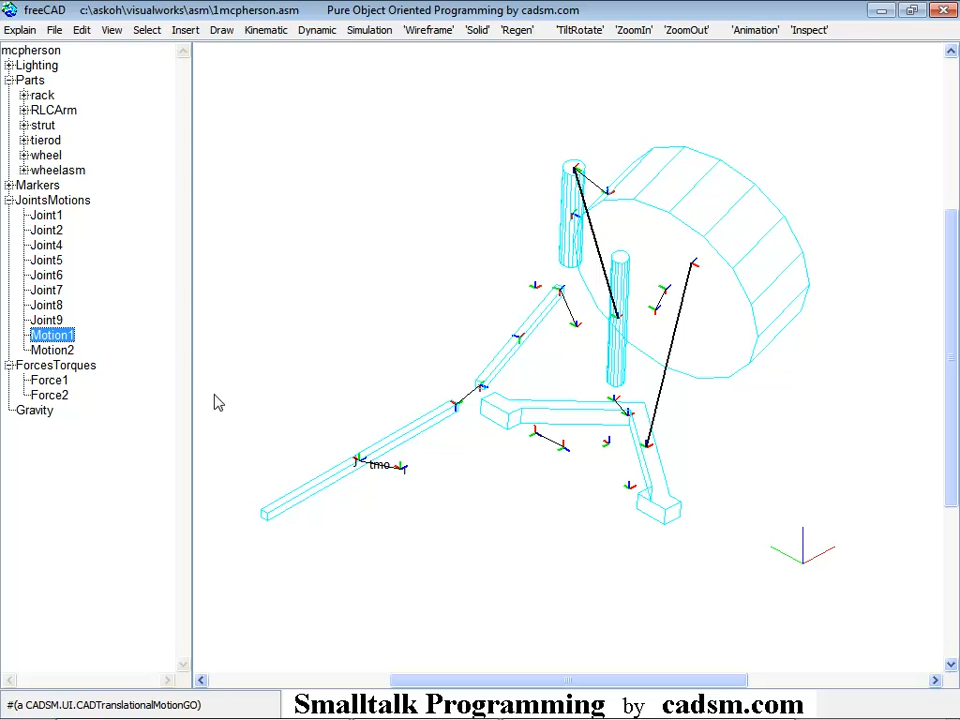 freeCAD c:\askoh\visualworks\asm\1mcpherson.asm Pure Object Oriented Programming by cadsm.com
Explain File Edit View Select Insert Draw Kinematic Dynamic Simulation 'Wireframe' 'Solid' 'Regen' 'TiltRotate' 'ZoomIn' 'ZoomOut' 'Animation' 'Inspect'
mcpherson
Lighting
Parts
rack
RLCArm
strut
tierod
wheel
wheelasm
Markers
JointsMotions
Joint1
Joint2
Joint4
Joint5
Joint6
Joint7
Joint8
Joint9
Motion1
Motion2
ForcesTorques
Force1
Force2
Gravity
tmo
#(a CADSM.UI.CADTranslationalMotionGO)
Smalltalk Programming by cadsm.com